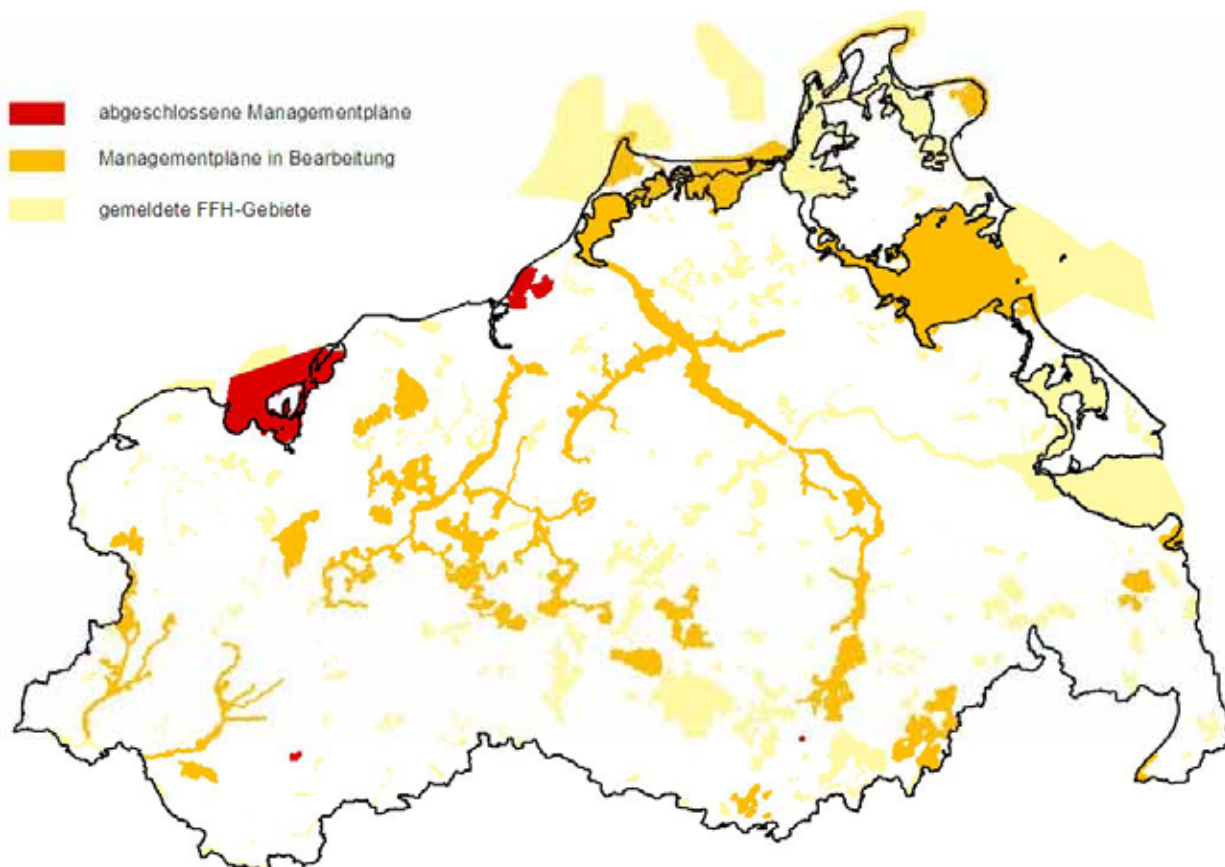 abgeschlossene Managementpläne
Managementpläne in Bearbeitung
gemeldete FFH-Gebiete